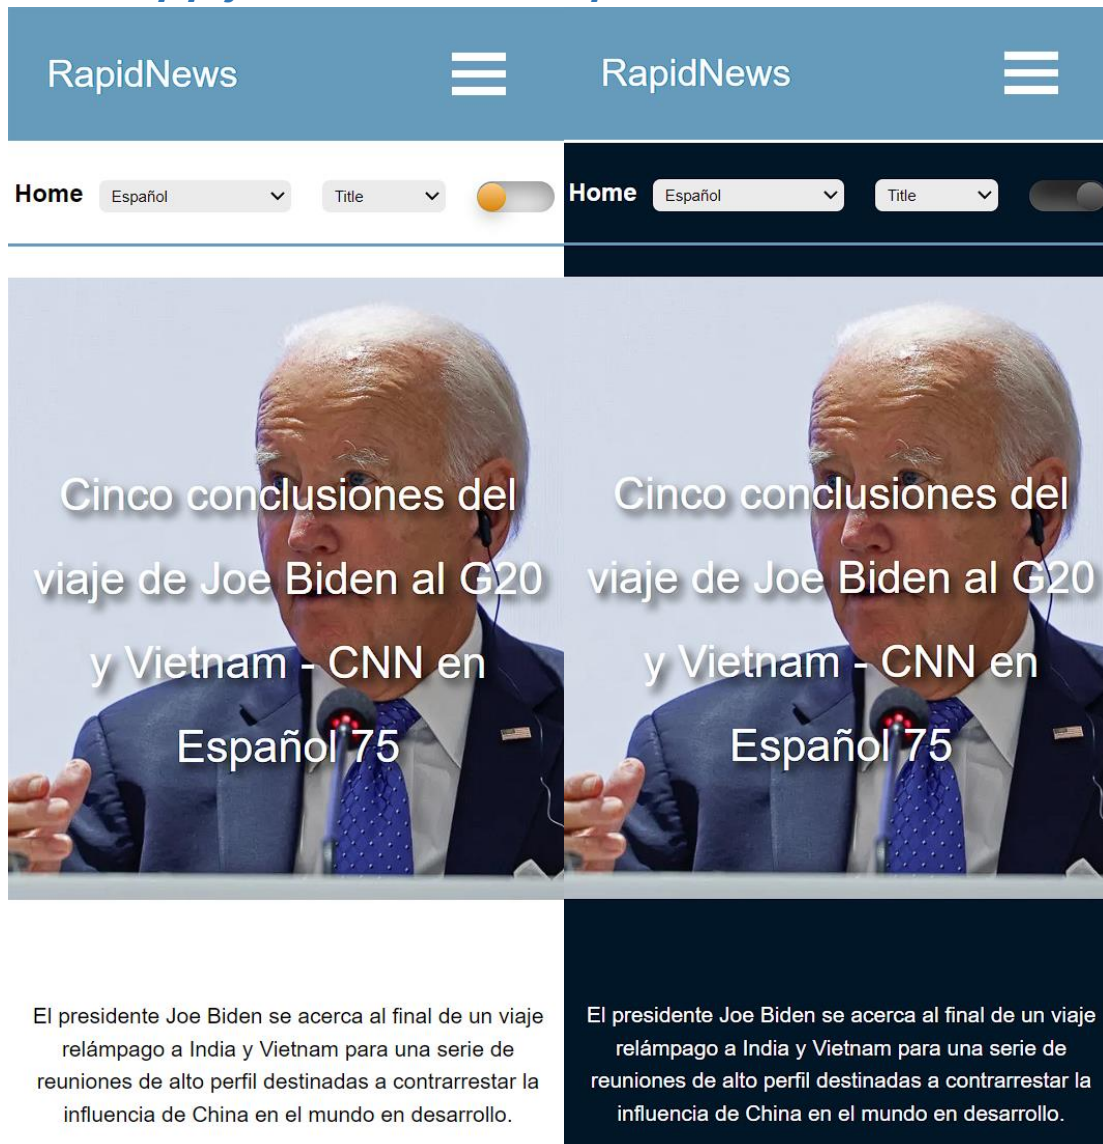 RapidNews
Home Español Title
Cinco conclusiones del
viaje de Joe Biden al G20
y Vietnam - CNN en
Español 75
El presidente Joe Biden se acerca al final de un viaje
relámpago a India y Vietnam para una serie de
reuniones de alto perfil destinadas a contrarrestar la
influencia de China en el mundo en desarrollo.
RapidNews
Home Español Title
Cinco conclusiones del
viaje de Joe Biden al G20
y Vietnam - CNN en
Español 75
El presidente Joe Biden se acerca al final de un viaje
relámpago a India y Vietnam para una serie de
reuniones de alto perfil destinadas a contrarrestar la
influencia de China en el mundo en desarrollo.